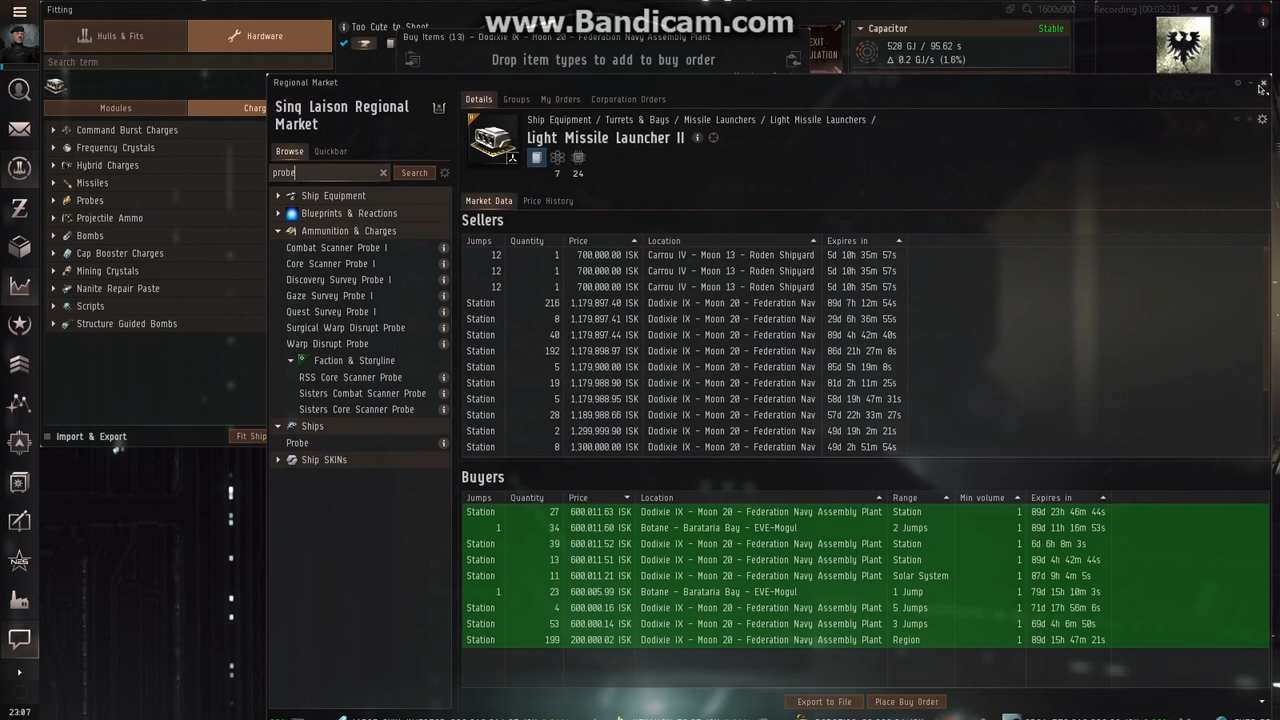 Fitting
www.Bandicam.com
1600x900
Recording [00:03:23]
Hulls & Fits
Hardware
Too Cute to Shoot
Buy Items (13) - Dodixie IX - Moon 20 - Federation Navy Assembly Plant
Drop item types to add to buy order
EXIT
Capacitor
Stable
528 GJ / 95.62 s
Δ 0.2 GJ/s (1.6%)
Search term
Modules
Charg
Command Burst Charges
Frequency Crystals
Hybrid Charges
Missiles
Probes
Projectile Ammo
Bombs
Cap Booster Charges
Mining Crystals
Nanite Repair Paste
Scripts
Structure Guided Bombs
Import & Export
Fit Ship
23:07
Regional Market
Sinq Laison Regional
Market
Browse
Quickbar
probe
Search
Ship Equipment
Blueprints & Reactions
Ammunition & Charges
Combat Scanner Probe I
Core Scanner Probe I
Discovery Survey Probe I
Gaze Survey Probe I
Quest Survey Probe I
Surgical Warp Disrupt Probe
Warp Disrupt Probe
Faction & Storyline
RSS Core Scanner Probe
Sisters Combat Scanner Probe
Sisters Core Scanner Probe
Ships
Probe
Ship SKINs
Details Groups My Orders Corporation Orders
Ship Equipment / Turrets & Bays / Missile Launchers / Light Missile Launchers /
Light Missile Launcher II
7 24
Market Data Price History
Sellers
Jumps Quantity Price Location Expires in
12 1 700.000.00 ISK Carrou IV - Moon 13 - Roden Shipyard 5d 10h 35m 57s
12 1 700.000.00 ISK Carrou IV - Moon 13 - Roden Shipyard 5d 10h 35m 57s
12 1 700.000.00 ISK Carrou IV - Moon 13 - Roden Shipyard 5d 10h 35m 57s
Station 216 1,179,897.40 ISK Dodixie IX - Moon 20 - Federation Nav 89d 7h 12m 54s
Station 8 1,179,897.41 ISK Dodixie IX - Moon 20 - Federation Nav 29d 6h 36m 55s
Station 40 1,179,897.44 ISK Dodixie IX - Moon 20 - Federation Nav 89d 4h 42m 40s
Station 192 1,179,898.97 ISK Dodixie IX - Moon 20 - Federation Nav 86d 21h 27m 8s
Station 5 1,179,900.00 ISK Dodixie IX - Moon 20 - Federation Nav 85d 5h 19m 8s
Station 19 1,179,988.90 ISK Dodixie IX - Moon 20 - Federation Nav 81d 2h 11m 25s
Station 5 1,179,988.95 ISK Dodixie IX - Moon 20 - Federation Nav 58d 19h 47m 31s
Station 28 1,189,988.66 ISK Dodixie IX - Moon 20 - Federation Nav 57d 22h 33m 27s
Station 2 1,299,999.90 ISK Dodixie IX - Moon 20 - Federation Nav 49d 19h 2m 21s
Station 8 1,300,000.00 ISK Dodixie IX - Moon 20 - Federation Nav 49d 2h 51m 54s
Buyers
Jumps Quantity Price Location Range Min volume Expires in
Station 27 600.011.63 ISK Dodixie IX - Moon 20 - Federation Navy Assembly Plant Station 1 89d 23h 46m 44s
1 34 600.011.60 ISK Botane - Barataria Bay - EVE-Mogul 2 Jumps 1 89d 11h 16m 53s
Station 39 600.011.52 ISK Dodixie IX - Moon 20 - Federation Navy Assembly Plant Station 1 6d 6h 8m 3s
Station 13 600.011.51 ISK Dodixie IX - Moon 20 - Federation Navy Assembly Plant Station 1 89d 4h 42m 44s
Station 11 600.011.21 ISK Dodixie IX - Moon 20 - Federation Navy Assembly Plant Solar System 1 87d 9h 4m 5s
1 23 600.005.99 ISK Botane - Barataria Bay - EVE-Mogul 1 Jump 1 79d 15h 10m 3s
Station 4 600.000.16 ISK Dodixie IX - Moon 20 - Federation Navy Assembly Plant 5 Jumps 1 71d 17h 56m 6s
Station 53 600.000.14 ISK Dodixie IX - Moon 20 - Federation Navy Assembly Plant 3 Jumps 1 69d 4h 6m 50s
Station 199 200.000.02 ISK Dodixie IX - Moon 20 - Federation Navy Assembly Plant Region 1 89d 15h 47m 21s
Export to File
Place Buy Order